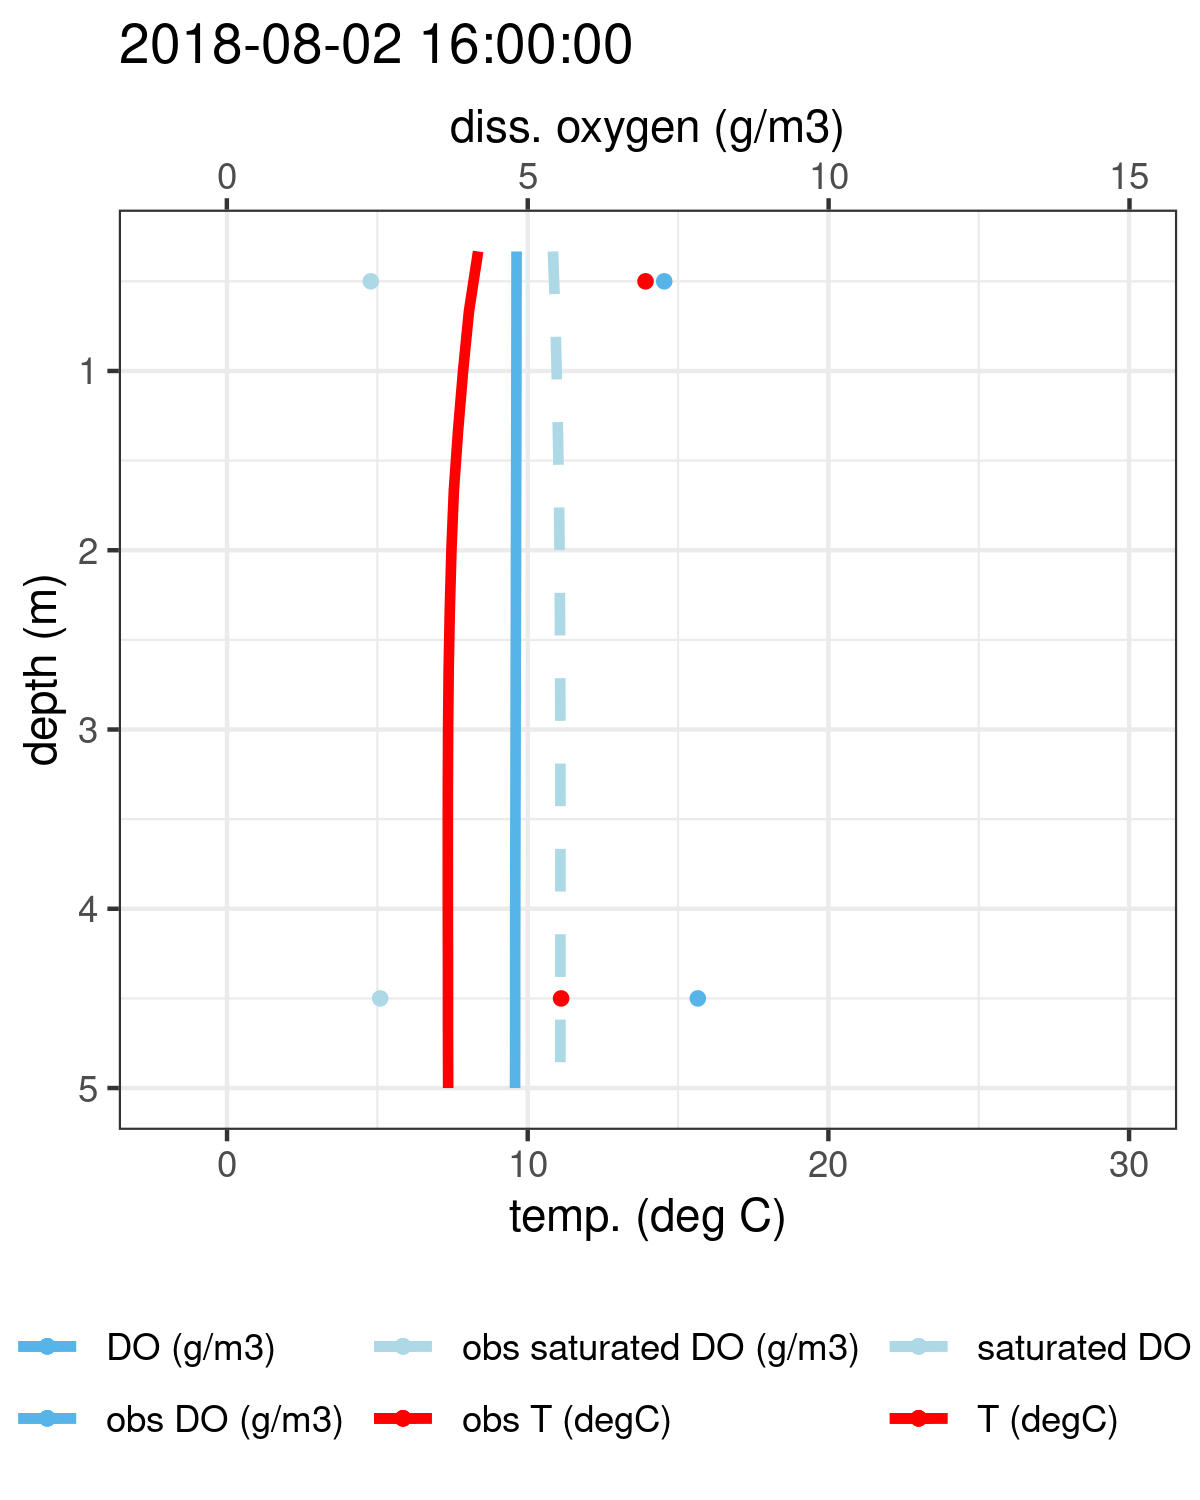 2018-08-02 16:00:00
diss. oxygen (g/m3)
0 5 10 15
1
2
3
4
5
depth (m)
0 10 20 30
temp. (deg C)
DO (g/m3) obs saturated DO (g/m3) saturated DO
obs DO (g/m3) obs T (degC) T (degC)